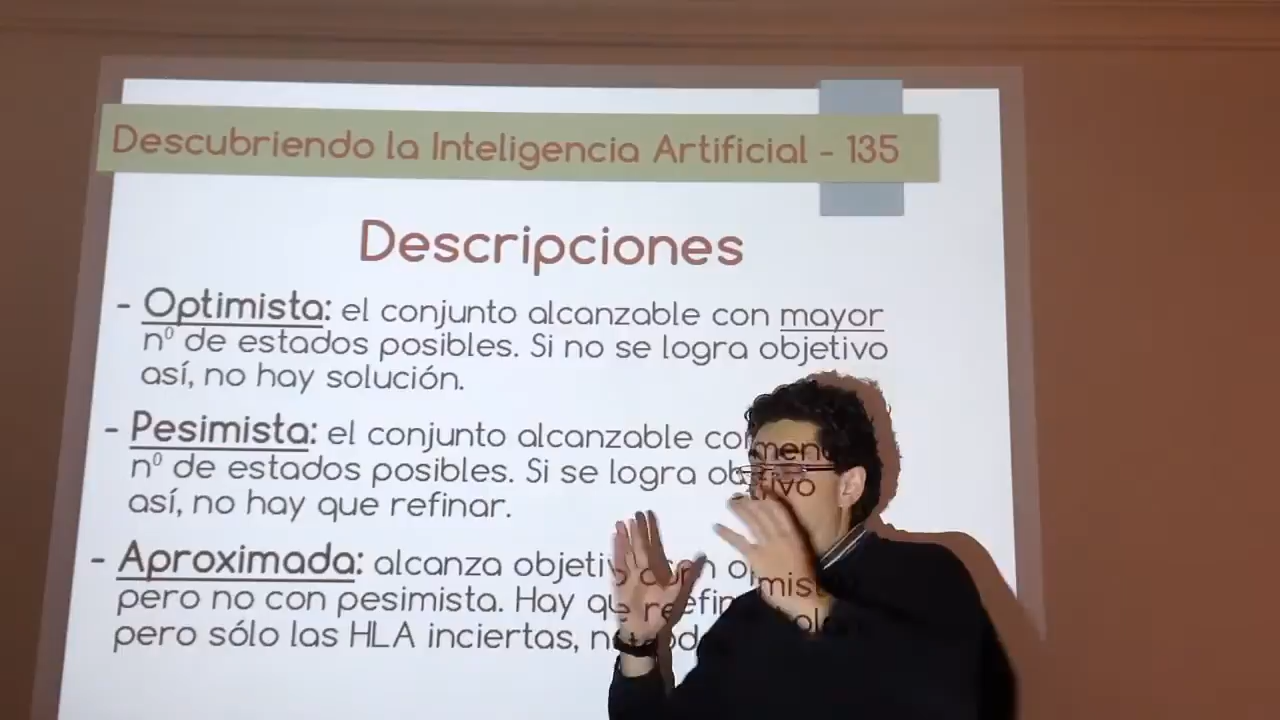 Descubriendo la Inteligencia Artificial - 135
Descripciones
- Optimista: el conjunto alcanzable con mayor
nº de estados posibles. Si no se logra objetivo
así, no hay solución.
- Pesimista: el conjunto alcanzable con
nº de estados posibles. Si se logra
así, no hay que refinar.
- Aproximada: alcanza
pero no con pesimista. Hay
pero sólo las HLA inciertas,